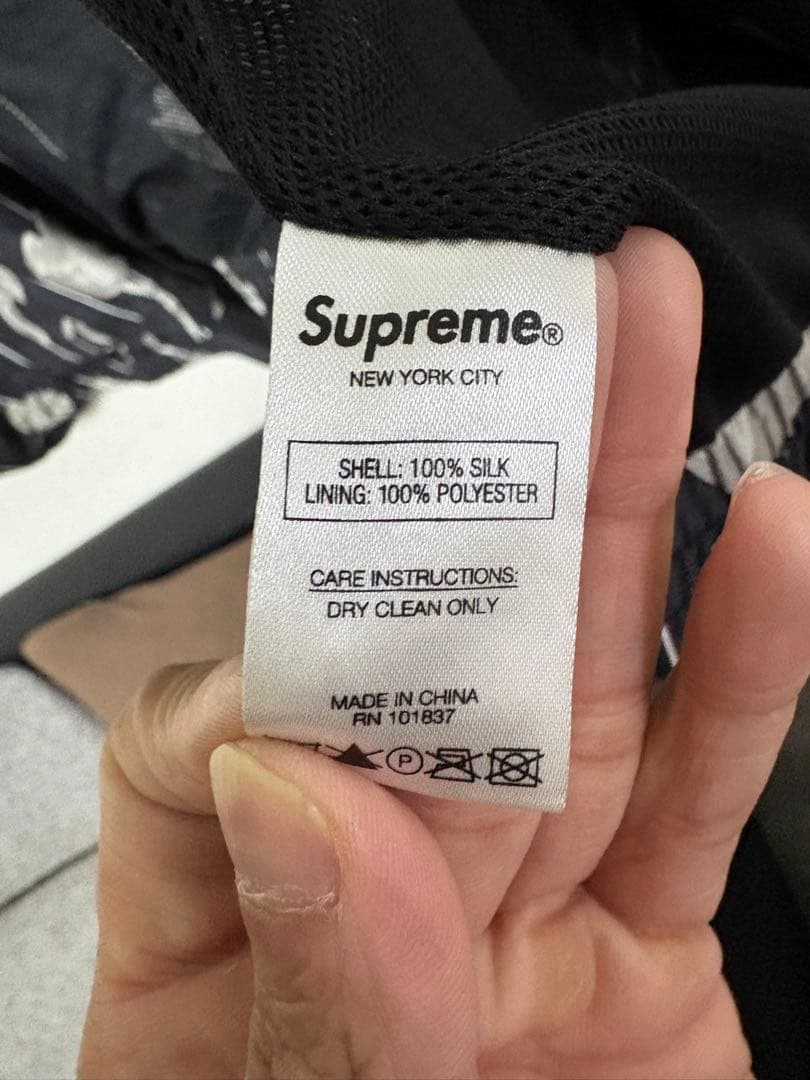 Supreme®
NEW YORK CITY
SHELL: 100% SILK
LINING: 100% POLYESTER
CARE INSTRUCTIONS:
DRY CLEAN ONLY
MADE IN CHINA
RN 101837
P